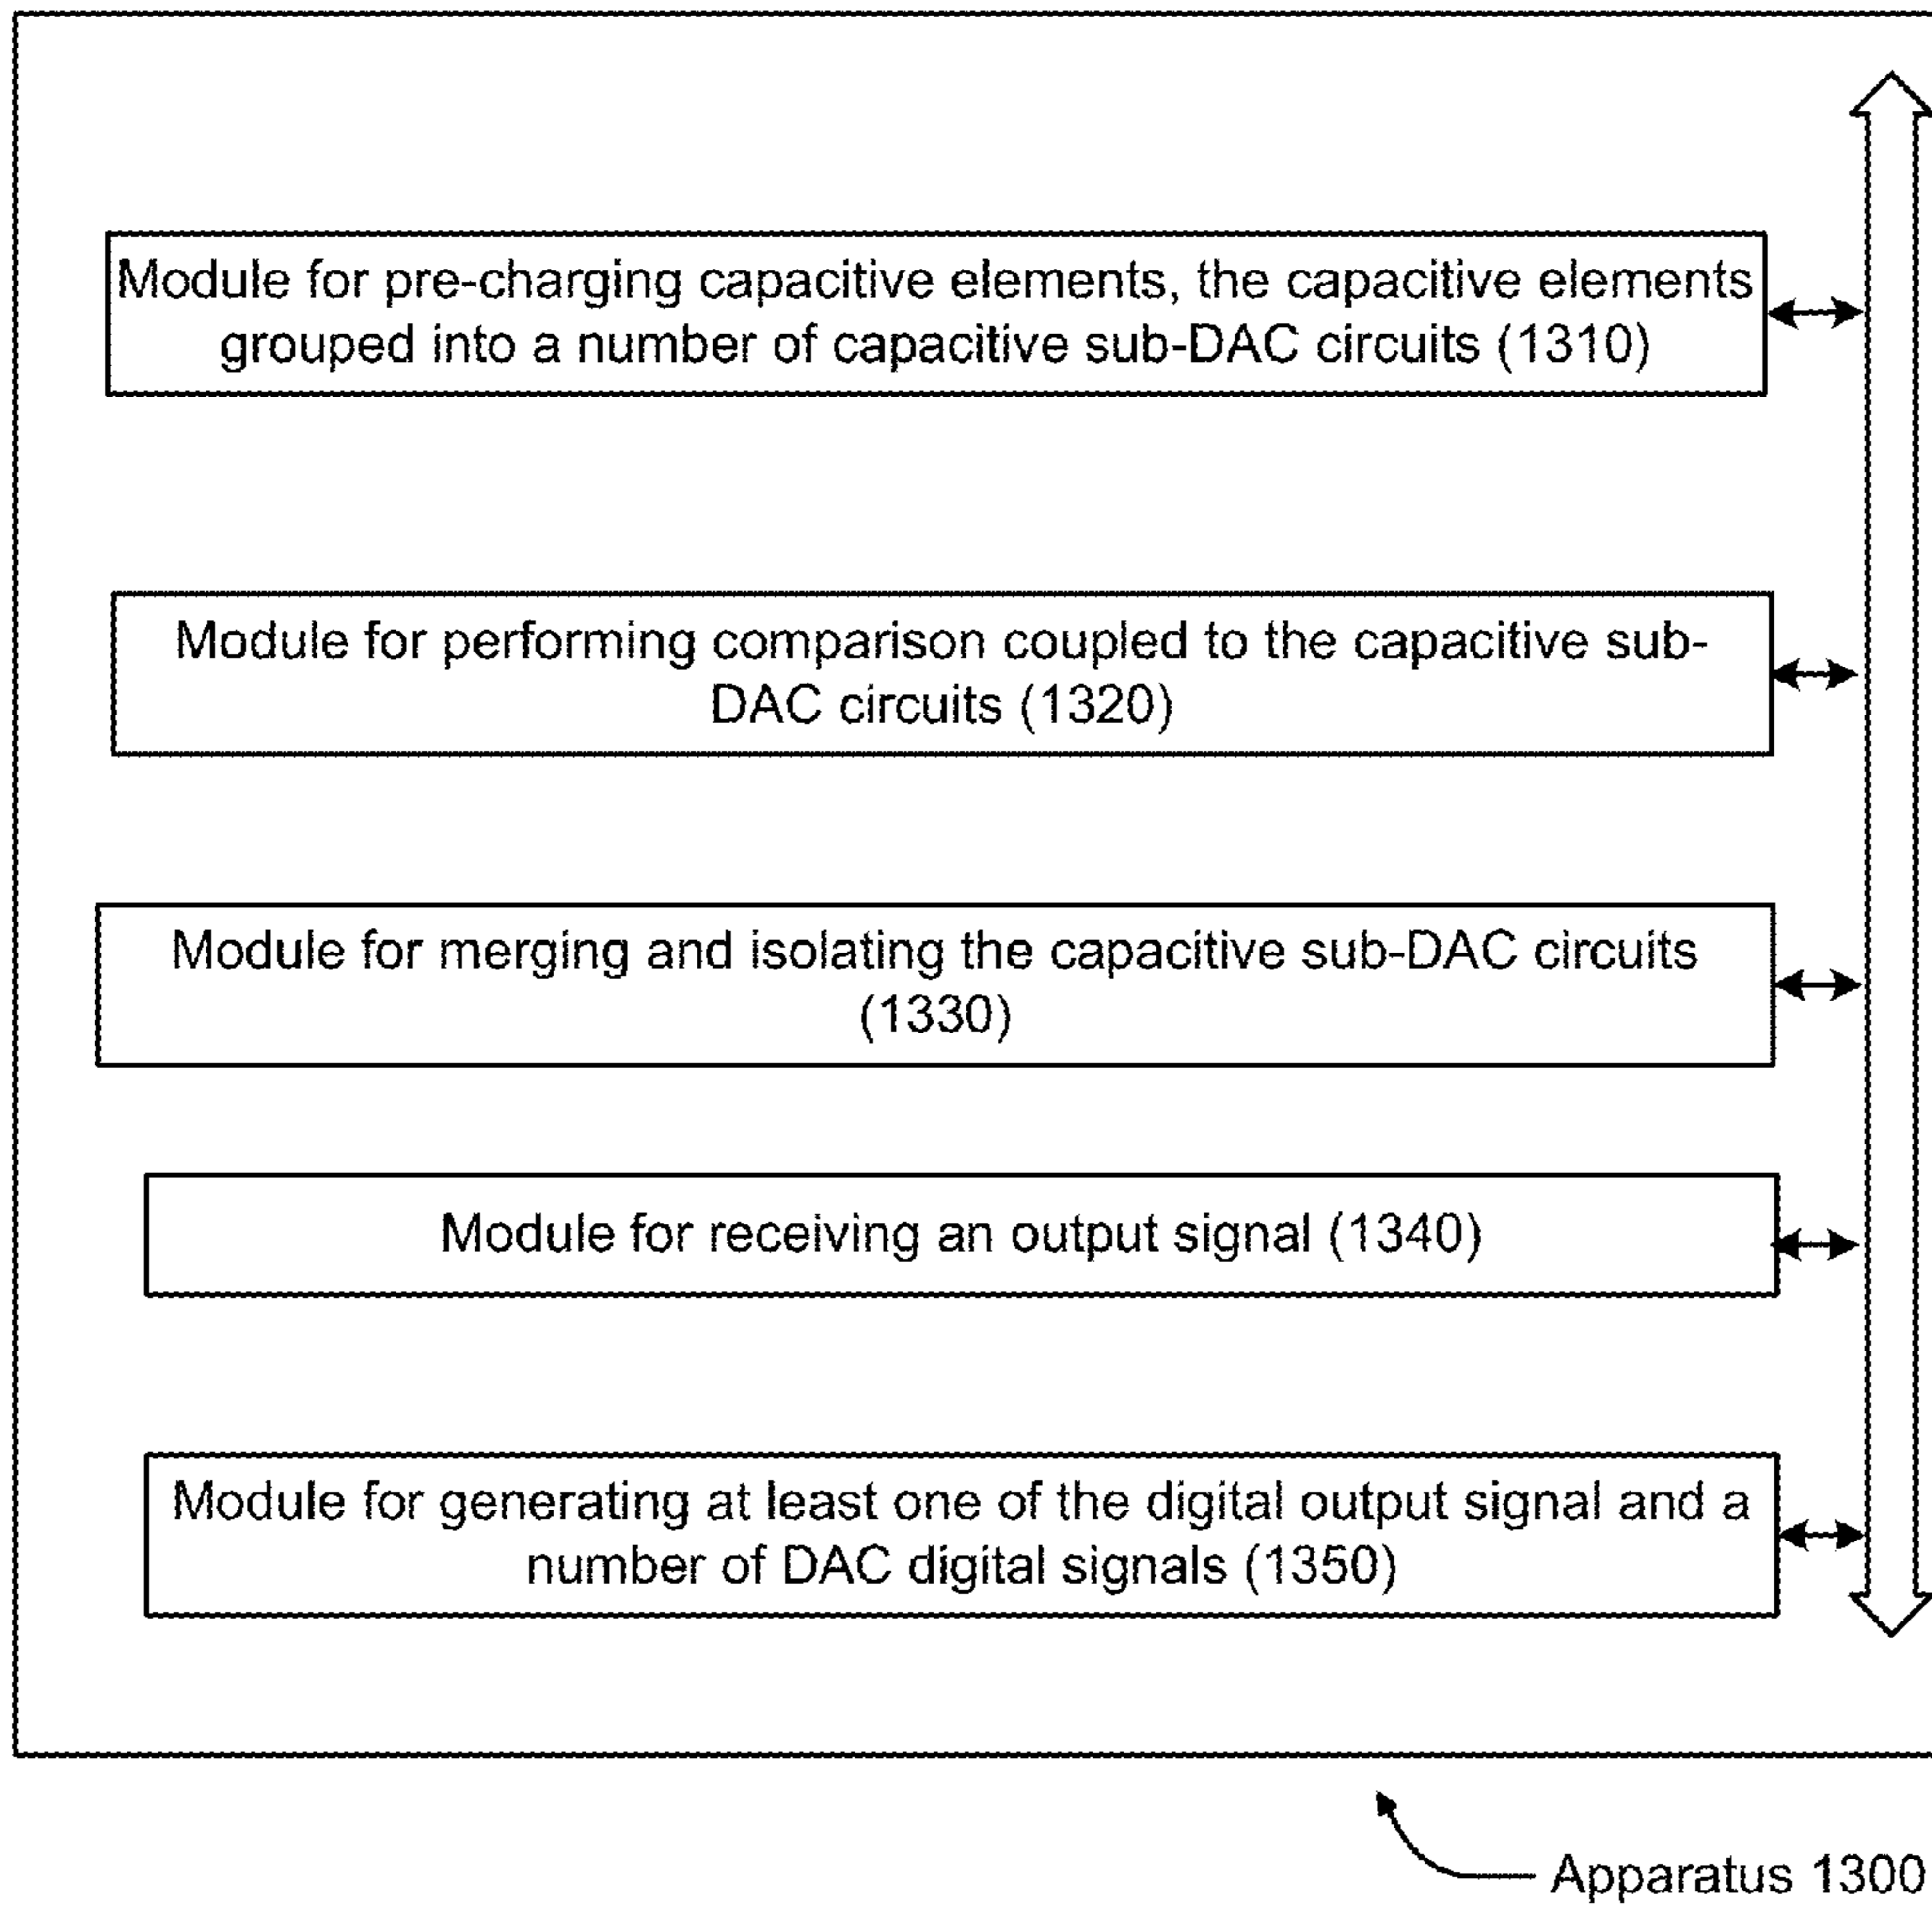 Module for pre-charging capacitive elements, the capacitive elements
grouped into a number of capacitive sub-DAC circuits (1310)
Module for performing comparison coupled to the capacitive sub-
DAC circuits (1320)
Module for merging and isolating the capacitive sub-DAC circuits
(1330)
Module for receiving an output signal (1340)
Module for generating at least one of the digital output signal and a
number of DAC digital signals (1350)
Apparatus 1300